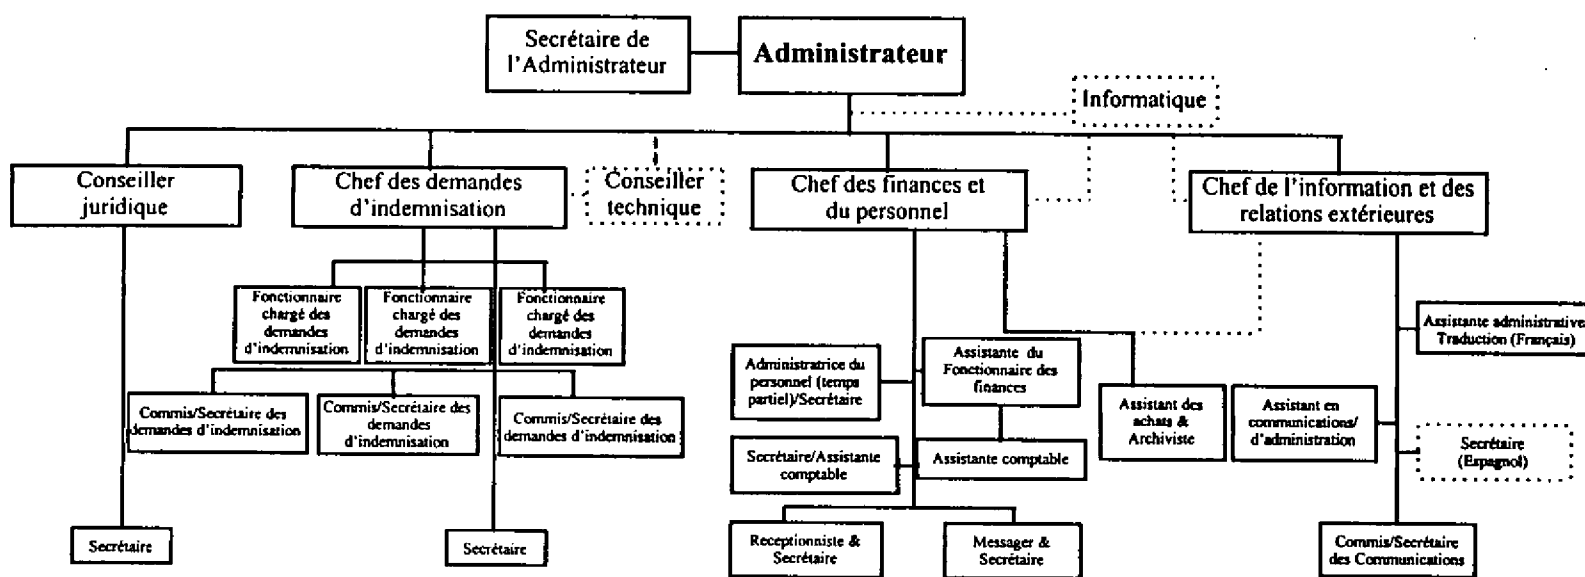 Secrétaire de
l'Administrateur
Administrateur
Informatique
Conseiller
juridique
Chef des demandes
d'indemnisation
Conseiller
technique
Chef des finances et
du personnel
Chef de l'information et des
relations extérieures
Fonctionnaire
chargé des
demandes
d'indemnisation
Fonctionnaire
chargé des
demandes
d'indemnisation
Fonctionnaire
chargé des
demandes
d'indemnisation
Commis/Secrétaire des
demandes d'indemnisation
Commis/Secrétaire des
demandes
d'indemnisation
Commis/Secrétaire des
demandes d'indemnisation
Secrétaire
Secrétaire
Administratrice du
personnel (temps
partiel)/Secrétaire
Assistante du
Fonctionnaire des
finances
Secrétaire/Assistante
comptable
Assistante comptable
Receptionniste &
Secrétaire
Messager &
Secrétaire
Assistant des
achats &
Archiviste
Assistante administrative
Traduction (Français)
Assistant en
communications/
d'administration
Secrétaire
(Espagnol)
Commis/Secrétaire
des Communications